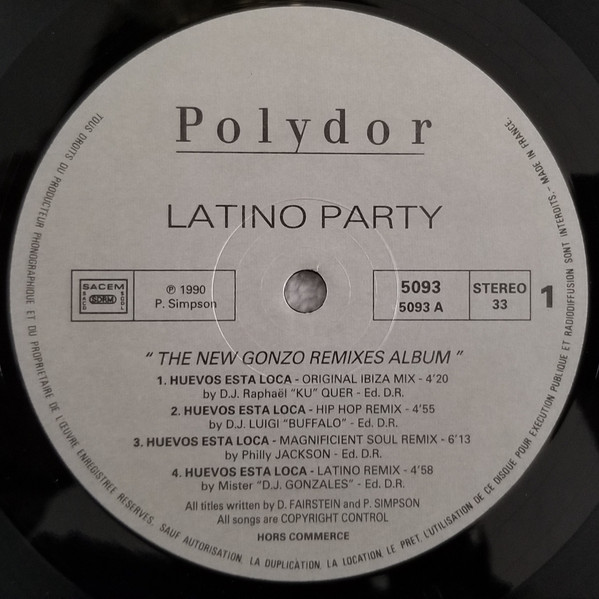 Polydor
LATINO PARTY
SACEM
SACD
SDRM
SGDL
℗ 1990
P. Simpson
5093
5093 A
STEREO
33
1
" THE NEW GONZO REMIXES ALBUM "
1. HUEVOS ESTA LOCA - ORIGINAL IBIZA MIX - 4'20
by D.J. Raphaël "KU" QUER - Ed. D.R.
2. HUEVOS ESTA LOCA - HIP HOP REMIX - 4'55
by D.J. LUIGI "BUFFALO" - Ed. D.R.
3. HUEVOS ESTA LOCA - MAGNIFICIENT SOUL REMIX - 6'13
by Philly JACKSON - Ed. D.R.
4. HUEVOS ESTA LOCA - LATINO REMIX - 4'58
by Mister "D.J. GONZALES" - Ed. D.R.
All titles written by D. FAIRSTEIN and P. SIMPSON
All songs are COPYRIGHT CONTROL
HORS COMMERCE
TOUS DROITS DU PRODUCTEUR PHONOGRAPHIQUE ET DU PROPRIETAIRE DE L'ŒUVRE ENREGISTREE RESERVES. SAUF AUTORISATION, LA DUPLICATION, LA LOCATION, LE PRET, L'UTILISATION DE CE DISQUE POUR EXECUTION PUBLIQUE ET RADIODIFFUSION SONT INTERDITS. - MADE IN FRANCE.